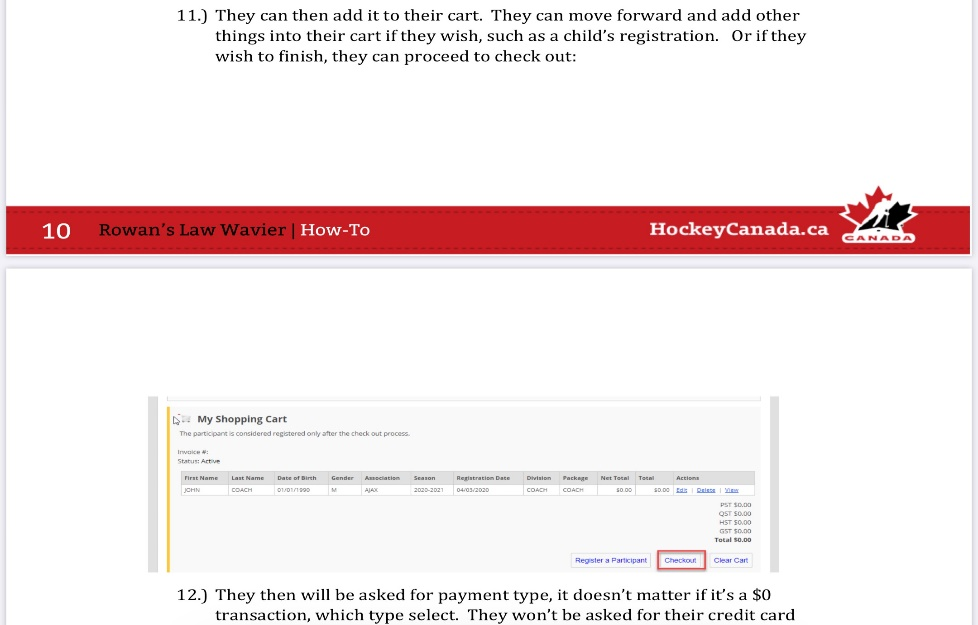 11.) They can then add it to their cart.  They can move forward and add other
things into their cart if they wish, such as a child's registration.   Or if they
wish to finish, they can proceed to check out:
10 Rowan's Law Wavier | How-To HockeyCanada.ca CANADA
My Shopping Cart
The participant is considered registered only after the check out process.
Invoice #:
Status: Active
First Name Last Name Date of Birth Gender Association Season Registration Date Division Package Net Total Total Actions
JOHN COACH 01/01/1990 M AJAX 2020-2021 04/03/2020 COACH COACH $0.00 $0.00 Edit | Delete | View
PST $0.00
QST $0.00
HST $0.00
GST $0.00
Total $0.00
Register a Participant Checkout Clear Cart
12.) They then will be asked for payment type, it doesn't matter if it's a $0
transaction, which type select.  They won't be asked for their credit card